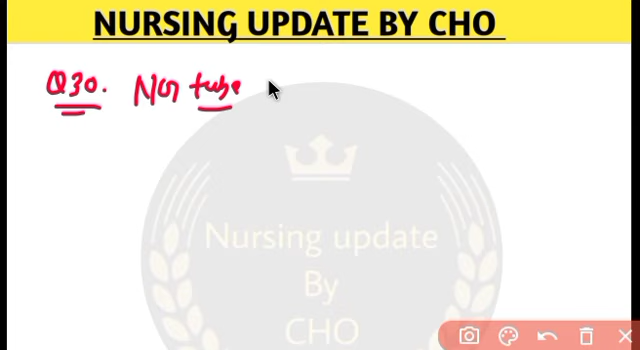 NURSING UPDATE BY CHO
Q30. NG tube
Nursing update
By
CHO